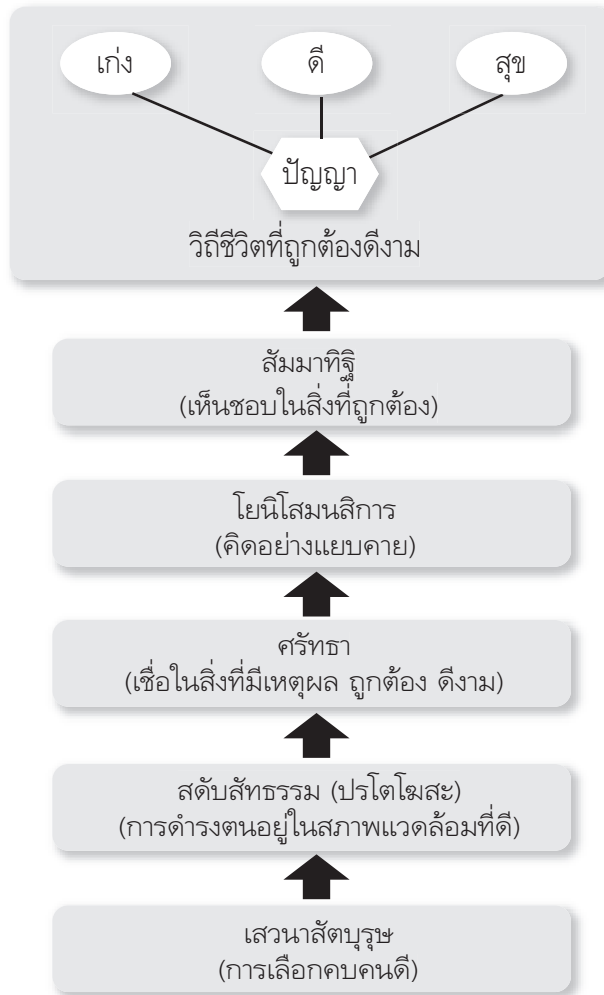 เก่ง
ดี
สุข
ปัญญา
วิถีชีวิตที่ถูกต้องดีงาม
สัมมาทิฐิ
(เห็นชอบในสิ่งที่ถูกต้อง)
โยนิโสมนสิการ
(คิดอย่างแยบคาย)
ศรัทธา
(เชื่อในสิ่งที่มีเหตุผล ถูกต้อง ดีงาม)
สดับสัทธรรม (ปรโตโฆสะ)
(การดำรงตนอยู่ในสภาพแวดล้อมที่ดี)
เสวนาสัตบุรุษ
(การเลือกคบคนดี)